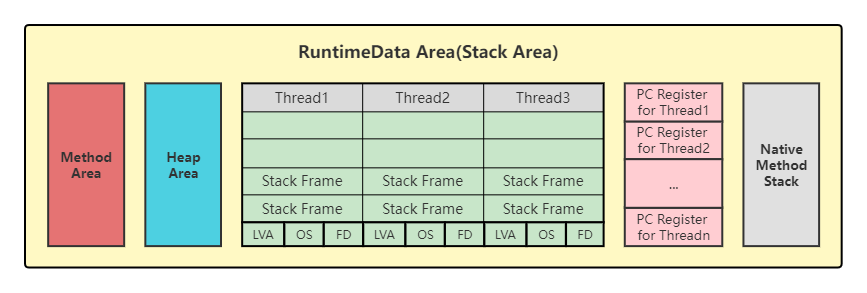 RuntimeData Area(Stack Area)
Method
Area
Heap
Area
Thread1 Thread2 Thread3
Stack Frame Stack Frame Stack Frame
Stack Frame Stack Frame Stack Frame
LVA OS FD LVA OS FD LVA OS FD
PC Register
for Thread1
PC Register
for Thread2
...
PC Register
for Threadn
Native
Method
Stack